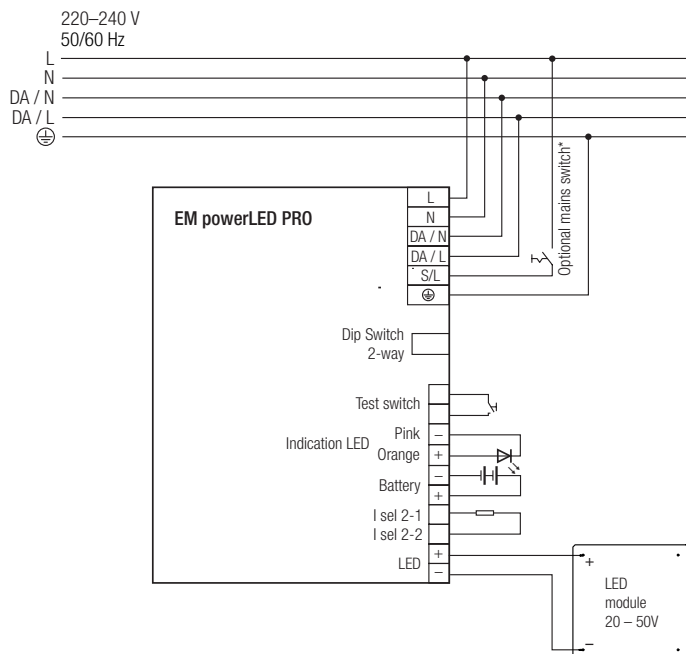 220–240 V
50/60 Hz
L
N
DA / N
DA / L
Optional mains switch*
EM powerLED PRO
L
N
DA / N
DA / L
S/L
Dip Switch
2-way
Test switch
Indication LED
Pink –
Orange +
Battery
–
+
I sel 2-1
I sel 2-2
LED
+
–
+
LED
module
20 – 50V
–